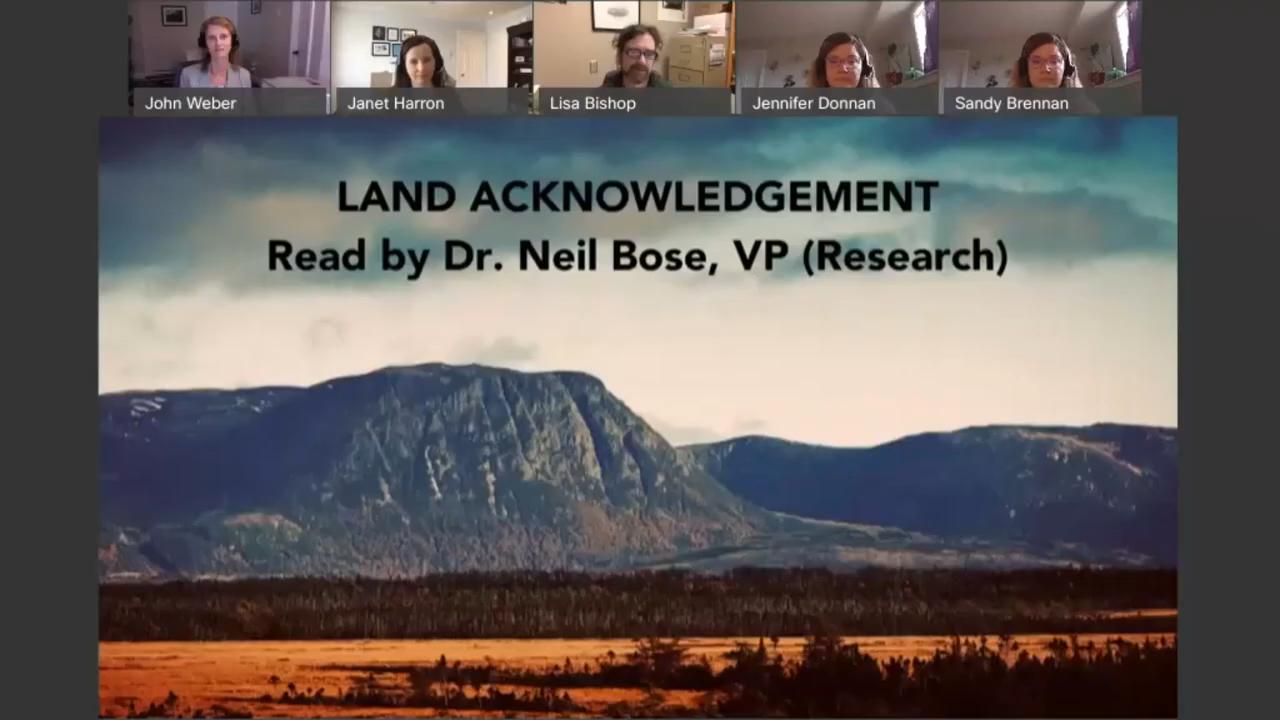 John Weber
Janet Harron
Lisa Bishop
Jennifer Donnan
Sandy Brennan
LAND ACKNOWLEDGEMENT
Read by Dr. Neil Bose, VP (Research)